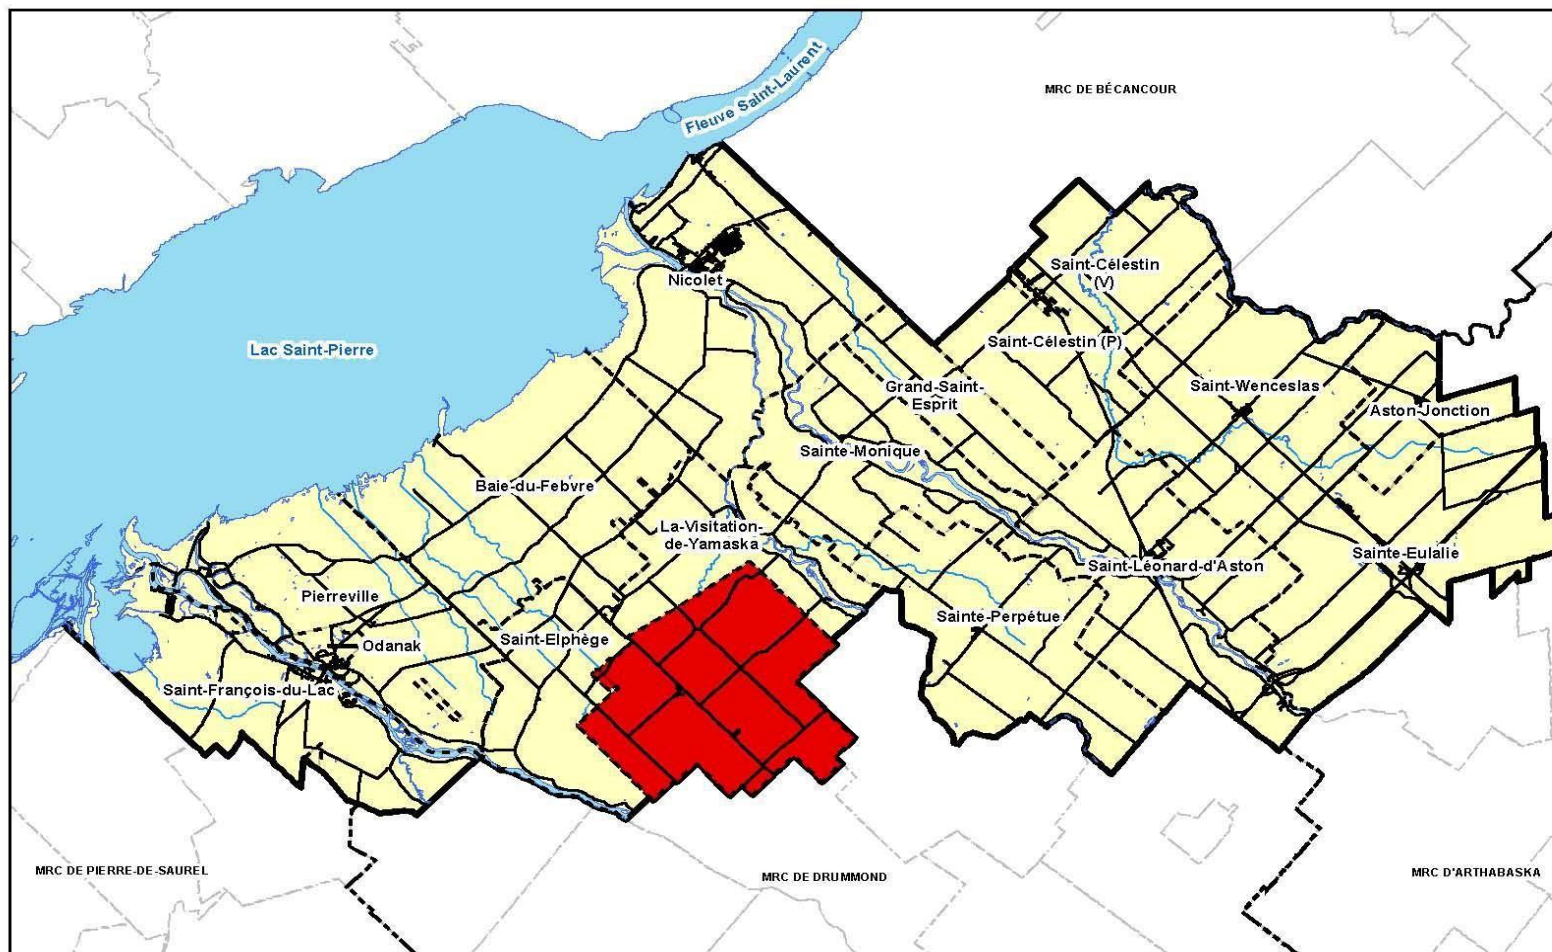 MRC DE BÉCANCOUR
Fleuve Saint-Laurent
Saint-Célestin
(V)
Nicolet
Saint-Célestin (P)
Lac Saint-Pierre
Grand-Saint-
Esprit
Saint-Wenceslas
Aston-Jonction
Sainte-Monique
Baie-du-Febvre
La-Visitation-
de-Yamaska
Sainte-Eulalie
Saint-Léonard-d'Aston
Pierreville
Sainte-Perpétue
Saint-Elphège
Odanak
Saint-François-du-Lac
MRC DE PIERRE-DE-SAUREL
MRC DE DRUMMOND
MRC D'ARTHABASKA